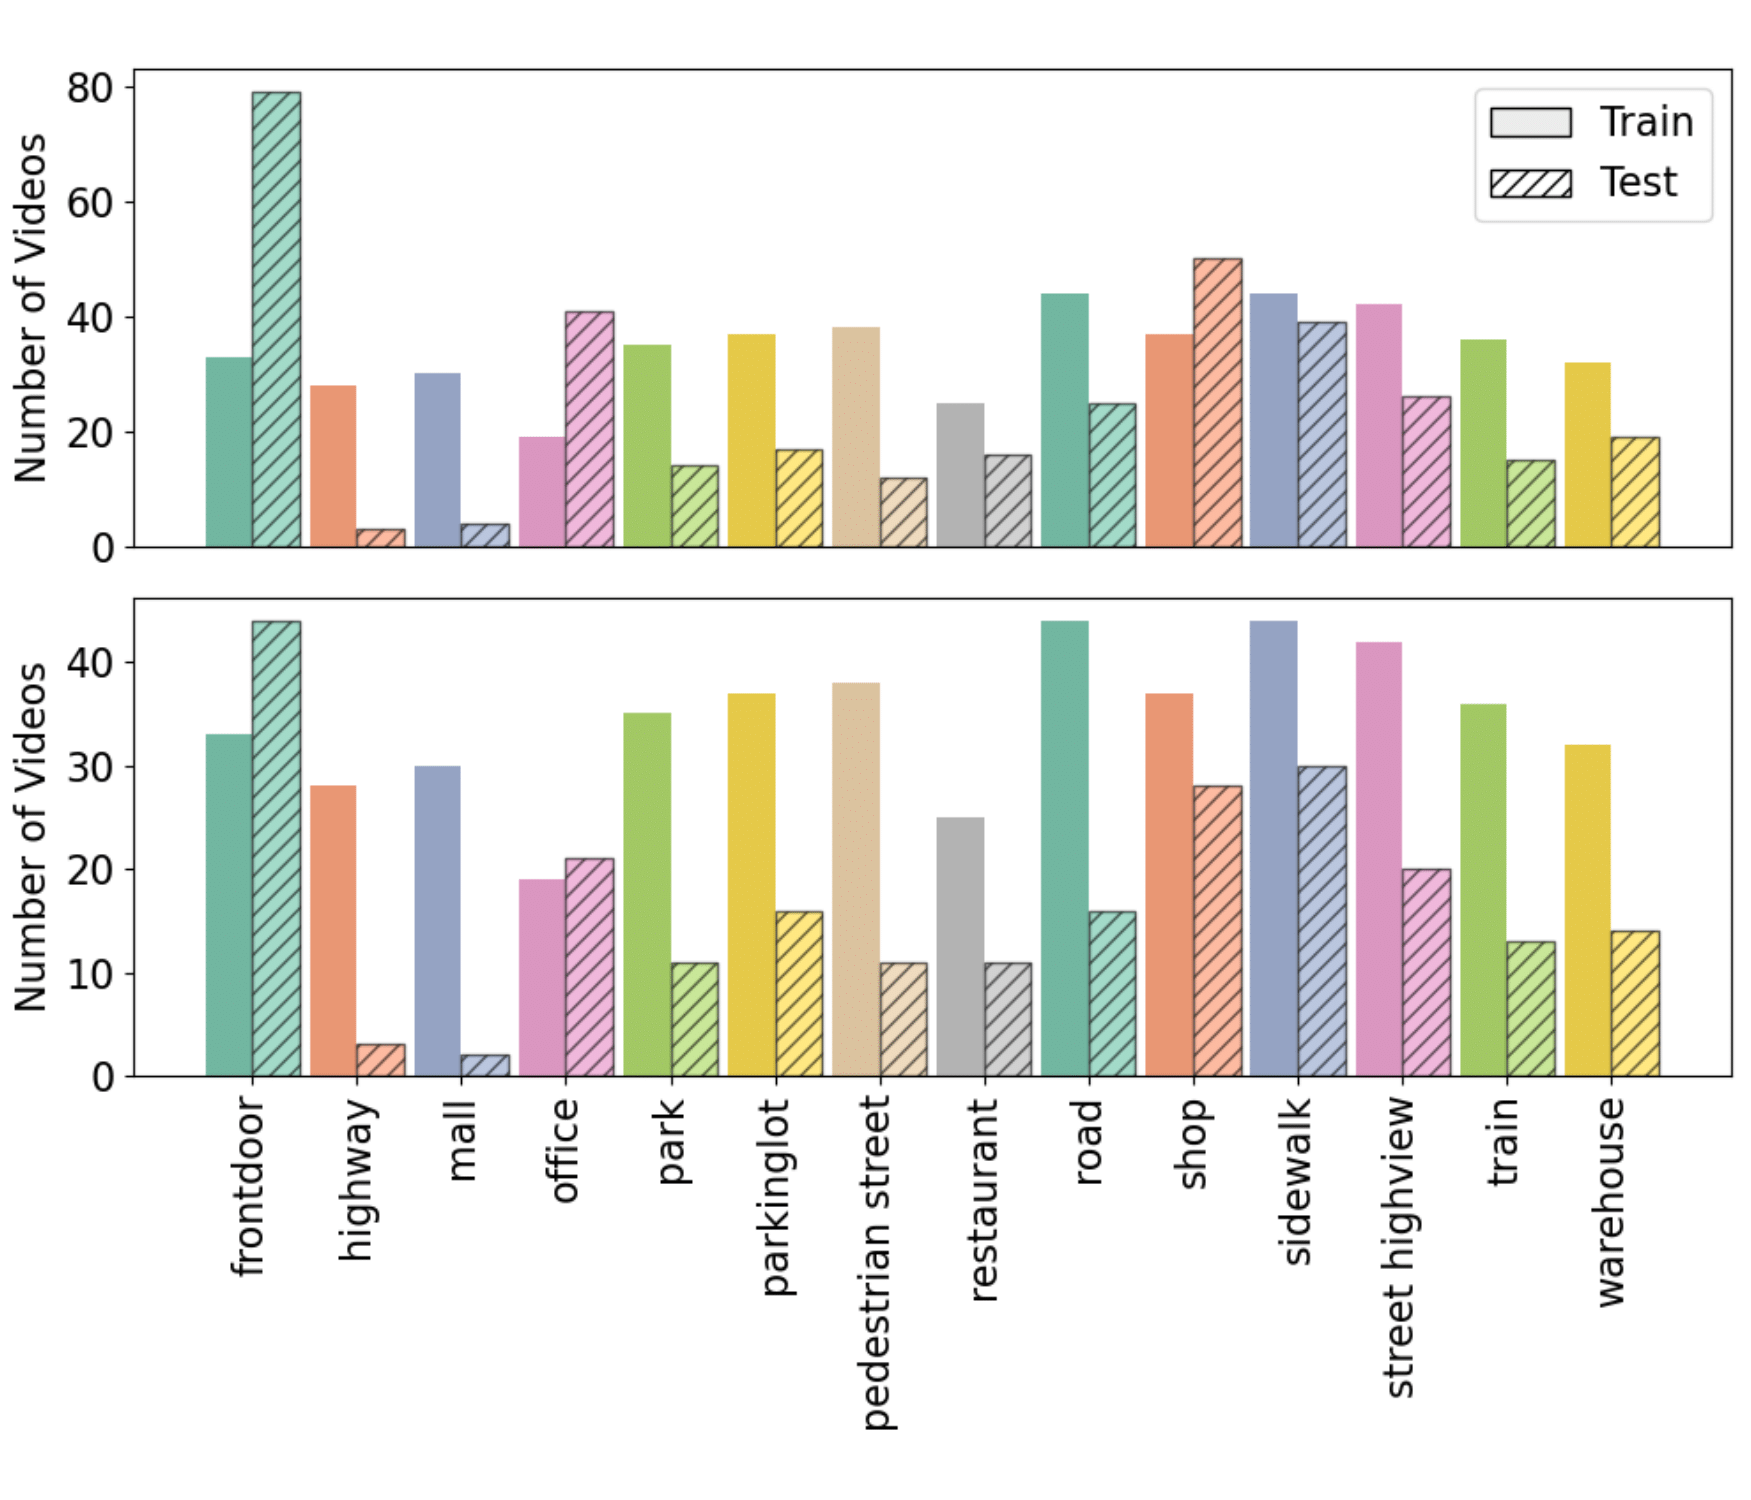 80
60
40
20
0
Number of Videos
Train
Test
40
30
20
10
0
Number of Videos
frontdoor
highway
mall
office
park
parkinglot
pedestrian street
restaurant
road
shop
sidewalk
street highview
train
warehouse